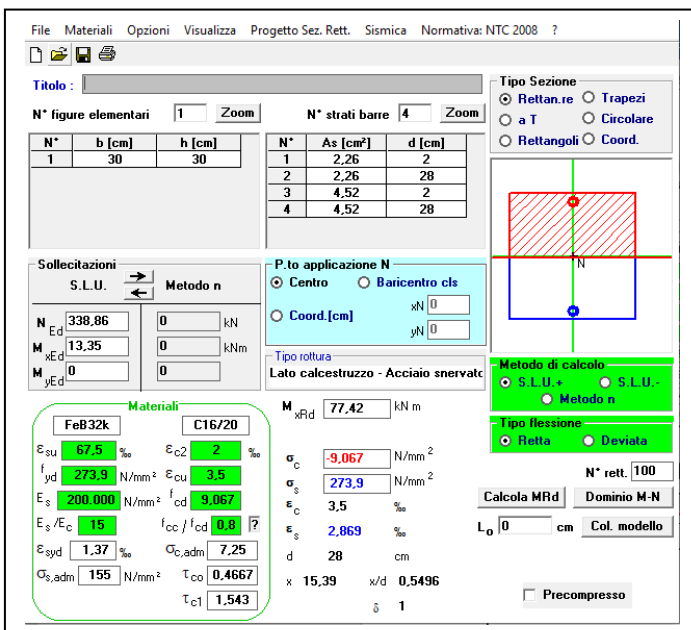 File Materiali Opzioni Visualizza Progetto Sez. Rett. Sismica Normativa: NTC 2008 ?
Titolo :
N° figure elementari 1 Zoom
N° strati barre 4 Zoom
N° b [cm] h [cm]
1 30 30
N° As [cm²] d [cm]
1 2,26 2
2 2,26 28
3 4,52 2
4 4,52 28
Tipo Sezione
Rettan.re Trapezi
a T Circolare
Rettangoli Coord.
N
Sollecitazioni
S.L.U. Metodo n
N Ed 338,86 0 kN
M xEd 13,35 0 kNm
M yEd 0 0
P.to applicazione N
Centro Baricentro cls
Coord.[cm] xN 0
yN 0
Tipo rottura
Lato calcestruzzo - Acciaio snervato
Metodo di calcolo
S.L.U.+ S.L.U.-
Metodo n
Tipo flessione
Retta Deviata
N° rett. 100
Calcola MRd Dominio M-N
L₀ 0 cm Col. modello
Precompresso
Materiali
FeB32k C16/20
εsu 67,5 ‰ εc2 2 ‰
fyd 273,9 N/mm² εcu 3,5
Es 200.000 N/mm² fcd 9,067
Es/Ec 15 fcc/fcd 0,8 ?
εsyd 1,37 ‰ σc,adm 7,25
σs,adm 155 N/mm² τco 0,4667
τc1 1,543
M xRd 77,42 kN m
σc -9,067 N/mm²
σs 273,9 N/mm²
εc 3,5 ‰
εs 2,869 ‰
d 28 cm
x 15,39 x/d 0,5496
δ 1